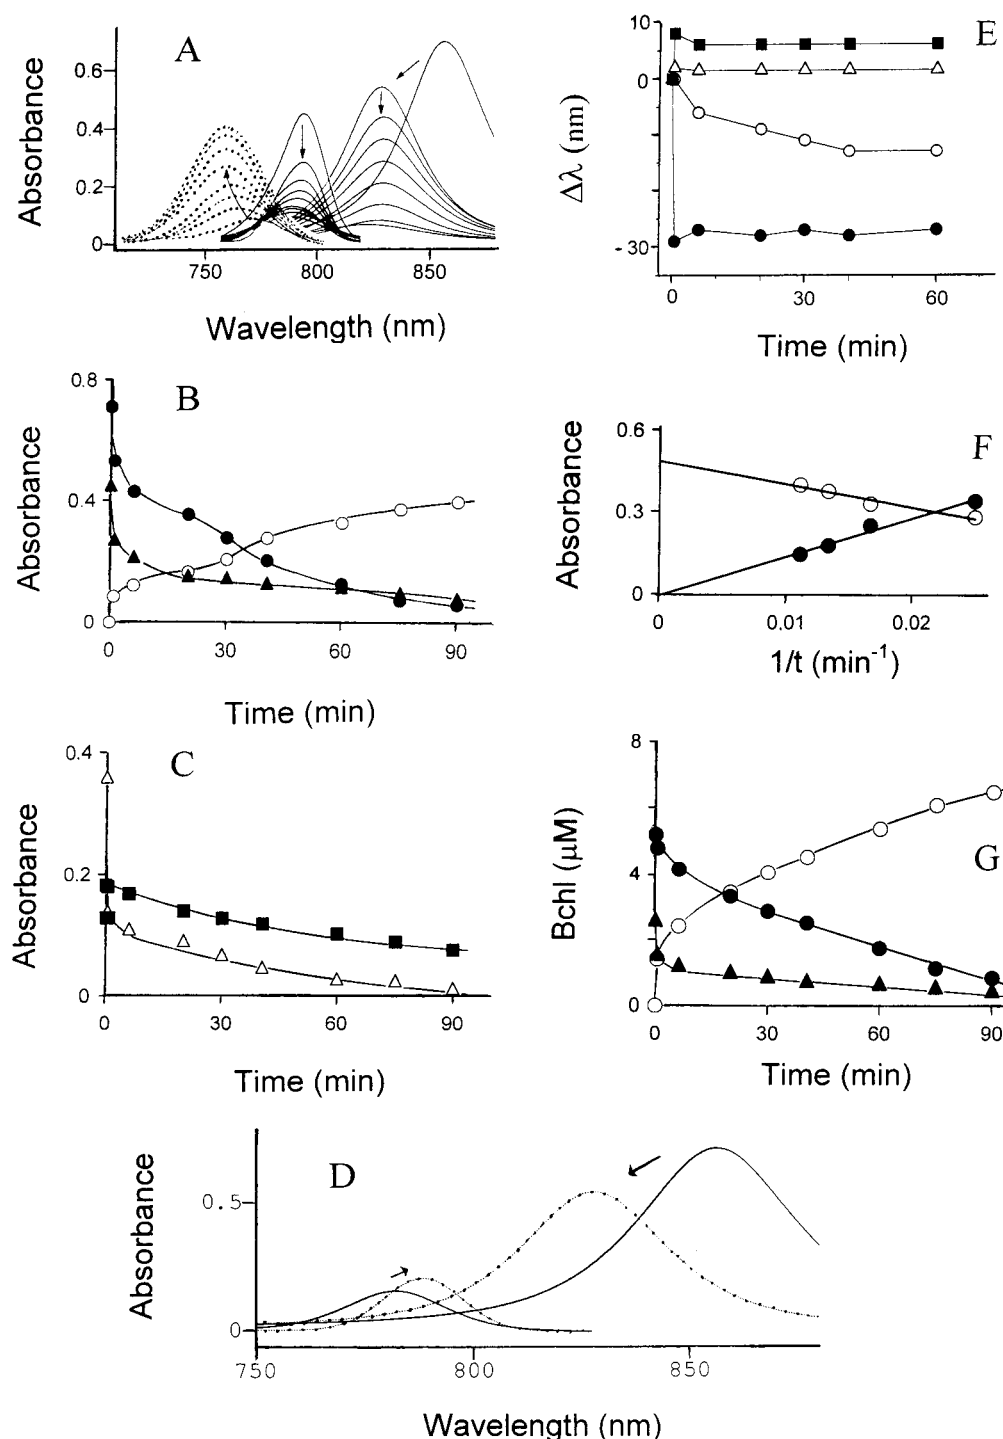 A
Absorbance
0.6
0.4
0.2
0
750
800
850
Wavelength (nm)
E
Δλ (nm)
10
0
-30
0
30
60
Time (min)
B
Absorbance
0.8
0.4
0
0
30
60
90
Time (min)
F
Absorbance
0.6
0.3
0
0.01
0.02
1/t (min⁻¹)
C
Absorbance
0.4
0.2
0
0
30
60
90
Time (min)
G
Bchl (μM)
8
4
0
0
30
60
90
Time (min)
D
Absorbance
0.5
0
750
800
850
Wavelength (nm)